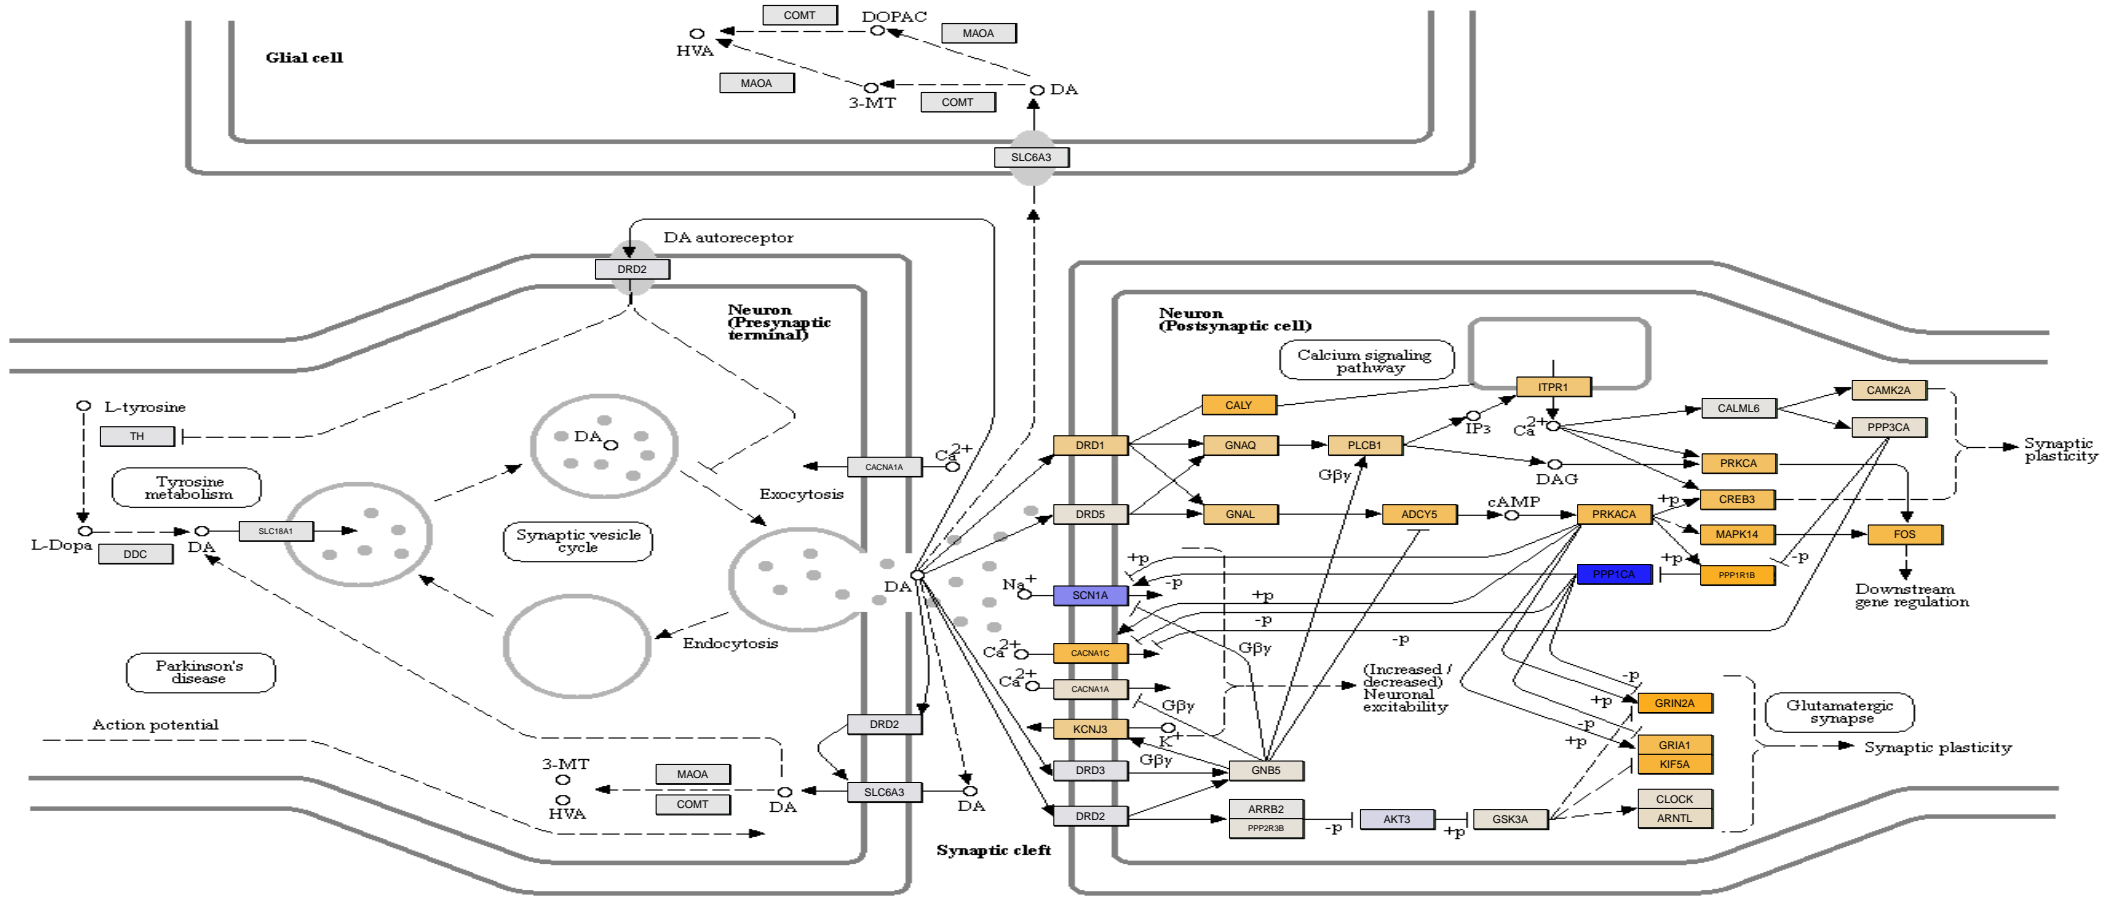 COMT
DOPAC
MAOA
HVA
Glial cell
MAOA
3-MT
COMT
DA
SLC6A3
DA autoreceptor
DRD2
Neuron
(Presynaptic
terminal)
Neuron
(Postsynaptic cell)
Calcium signaling
pathway
L-tyrosine
TH
DA
Tyrosine
metabolism
Exocytosis
CACNA1A
Ca2+
L-Dopa
DDC
DA
SLC18A1
Synaptic vesicle
cycle
DA
Endocytosis
Parkinson's
disease
Action potential
3-MT
HVA
MAOA
COMT
DA
DRD2
SLC6A3
DA
Synaptic cleft
CALY
ITPR1
CAMK2A
CALML6
PPP3CA
IP3
Ca2+
DRD1
GNAQ
PLCB1
Gβγ
DAG
PRKCA
Synaptic
plasticity
DRD5
GNAL
ADCY5
cAMP
PRKACA
+p
CREB3
MAPK14
FOS
+p
-p
PPP1CA
PPP1R1B
Downstream
gene regulation
+p
-p
Na+
SCN1A
+p
-p
-p
Ca2+
CACNA1C
Gβγ
Ca2+
CACNA1A
Gβγ
(Increased /
decreased)
Neuronal
excitability
KCNJ3
K+
Gβγ
DRD3
GNB5
DRD2
ARRB2
PPP2R3B
-p
AKT3
+p
GSK3A
-p
+p
GRIN2A
-p
+p
GRIA1
KIF5A
CLOCK
ARNTL
Glutamatergic
synapse
Synaptic plasticity